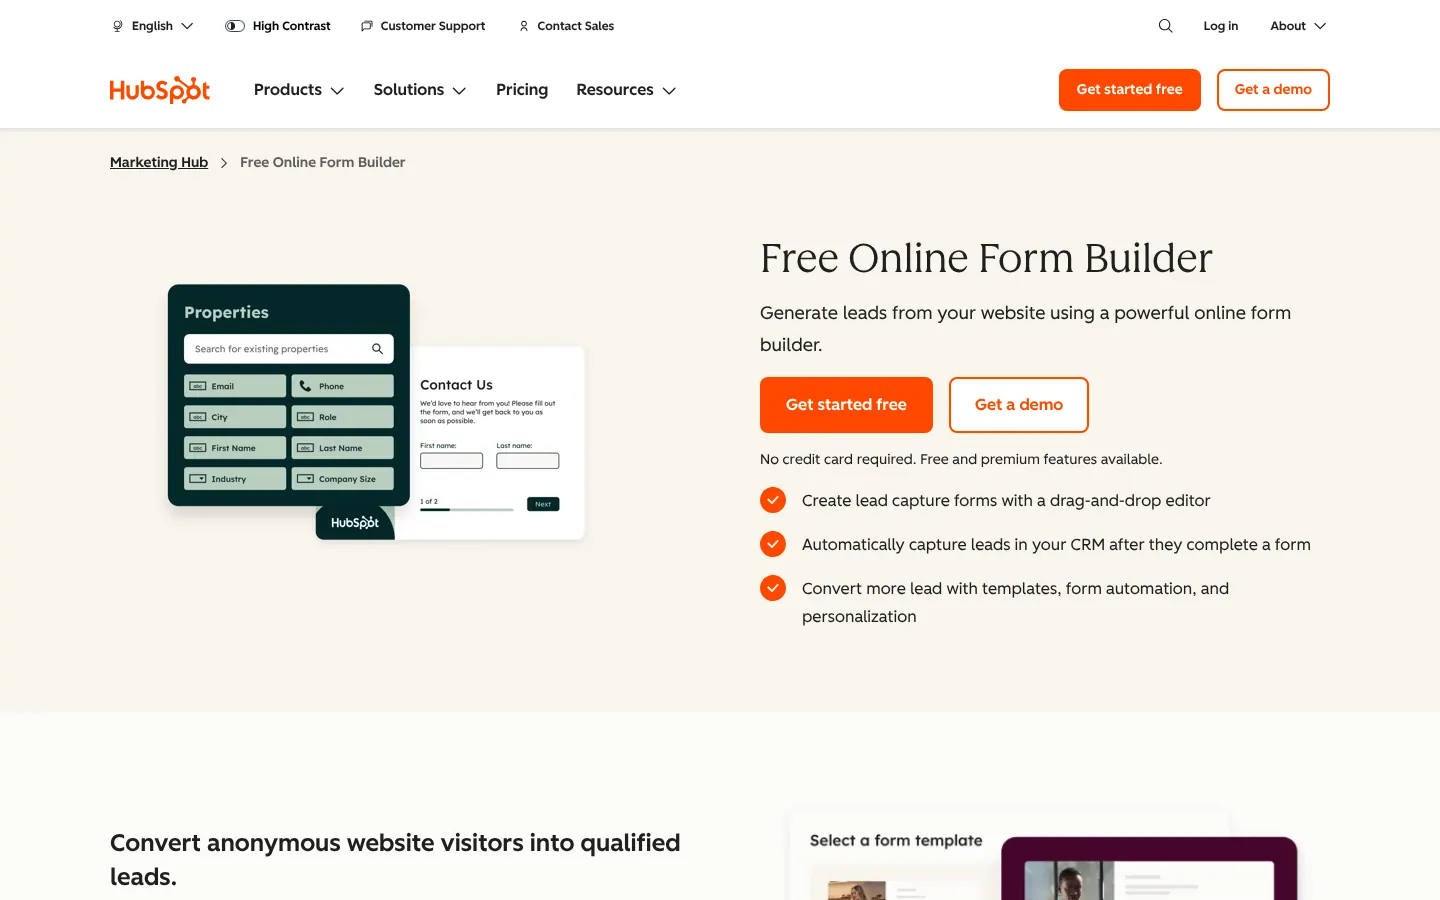 English
High Contrast
Customer Support
Contact Sales
Log in
About
HubSpot
Products
Solutions
Pricing
Resources
Get started free
Get a demo
Marketing Hub
Free Online Form Builder
Properties
Search for existing properties
abc Email
Phone
abc City
abc Role
abc First Name
abc Last Name
Industry
Company Size
Contact Us
We'd love to hear from you! Please fill out
the form, and we'll get back to you as
soon as possible.
First name:
Last name:
1 of 2
Next
HubSpot
Free Online Form Builder
Generate leads from your website using a powerful online form
builder.
Get started free
Get a demo
No credit card required. Free and premium features available.
Create lead capture forms with a drag-and-drop editor
Automatically capture leads in your CRM after they complete a form
Convert more lead with templates, form automation, and
personalization
Convert anonymous website visitors into qualified
leads.
Select a form template